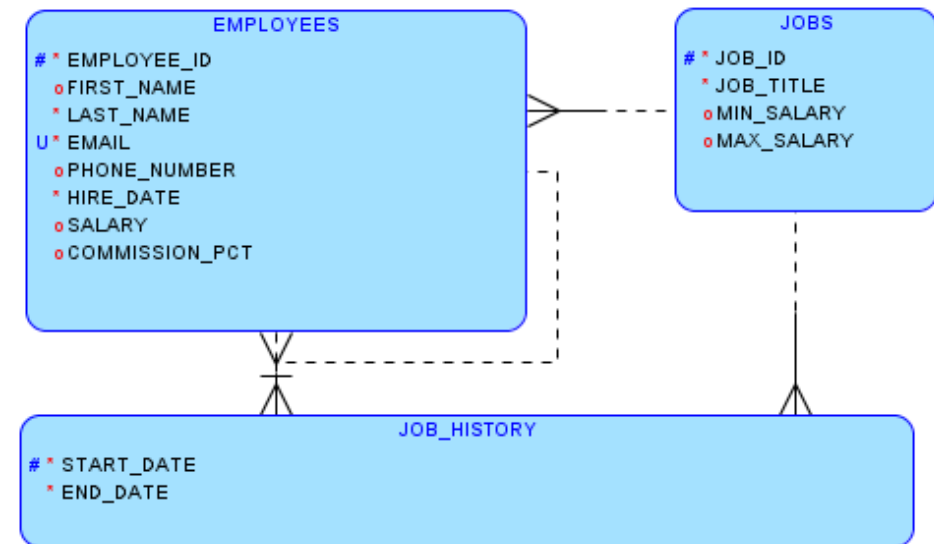 EMPLOYEES
# * EMPLOYEE_ID
o FIRST_NAME
* LAST_NAME
U * EMAIL
o PHONE_NUMBER
* HIRE_DATE
o SALARY
o COMMISSION_PCT
JOBS
# * JOB_ID
* JOB_TITLE
o MIN_SALARY
o MAX_SALARY
JOB_HISTORY
# * START_DATE
* END_DATE